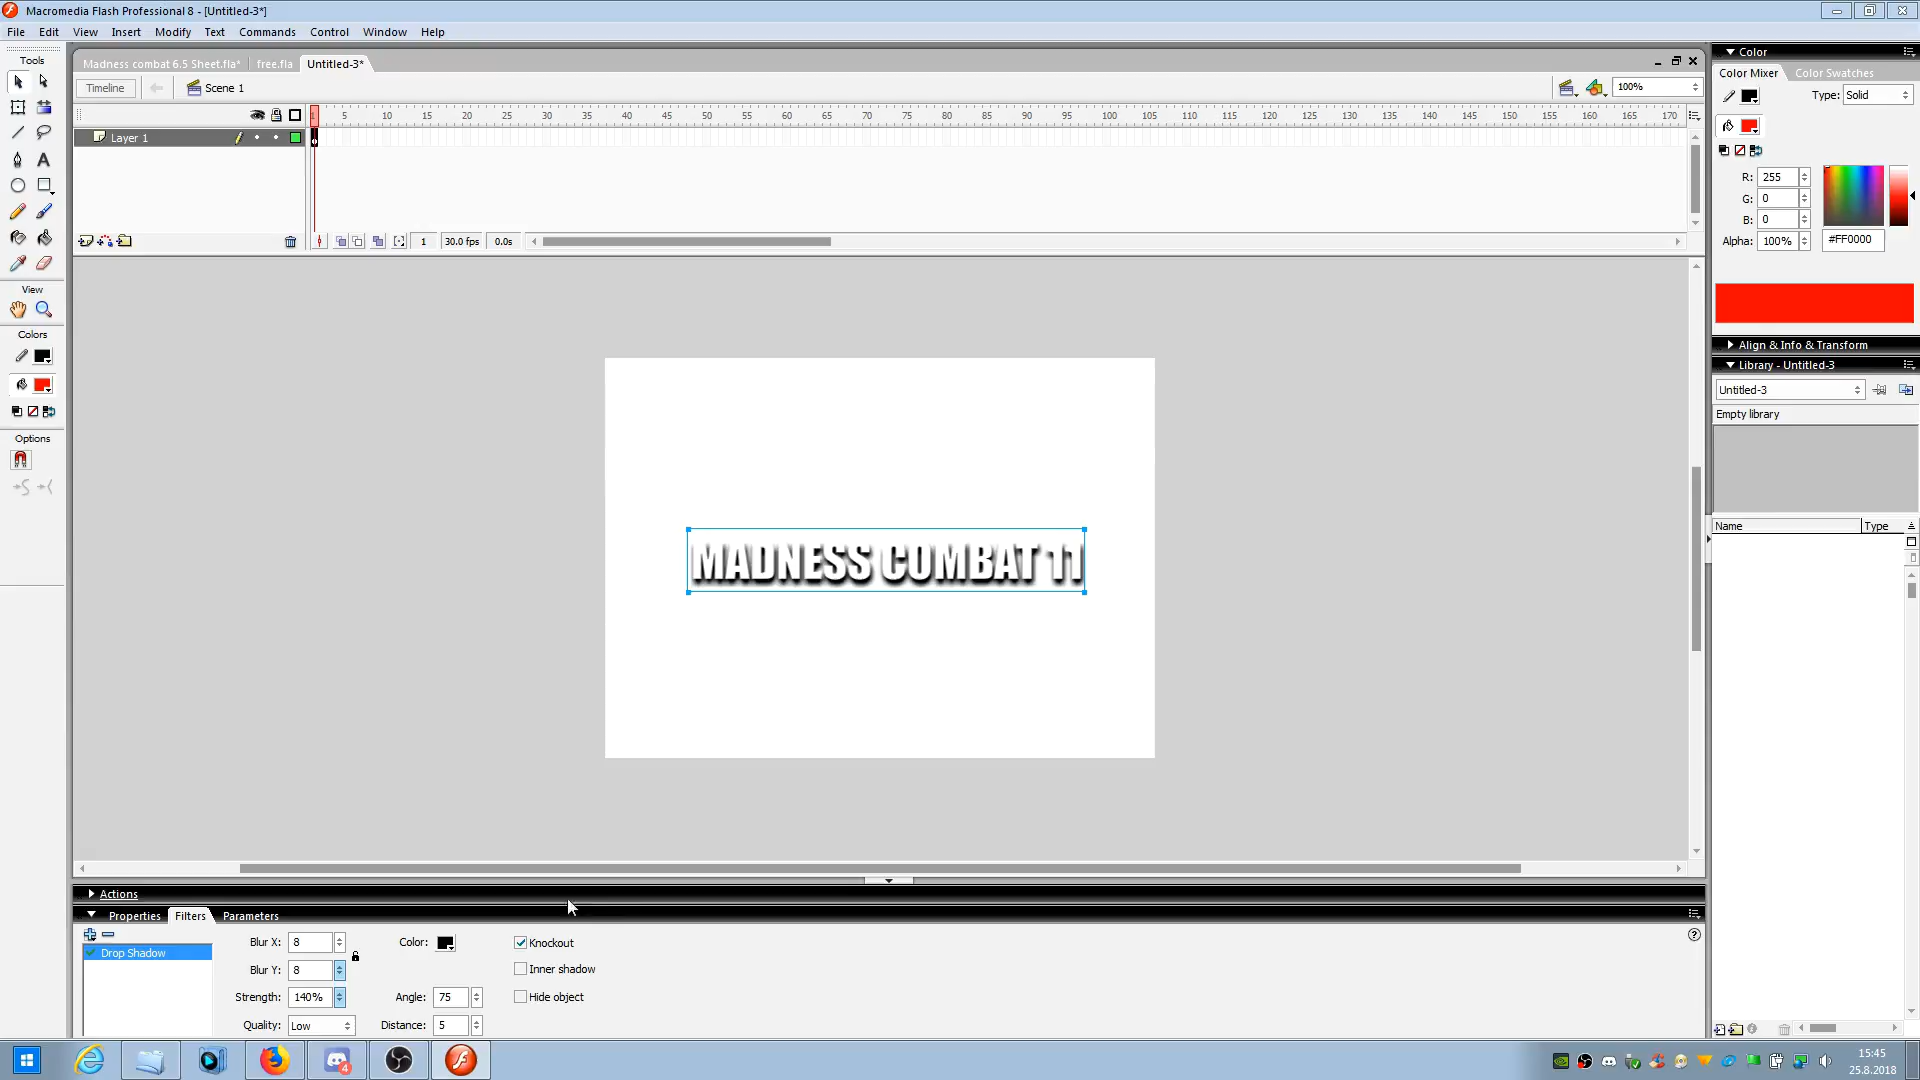 Macromedia Flash Professional 8 - [Untitled-3*]
File Edit View Insert Modify Text Commands Control Window Help
Tools
Madness combat 6.5 Sheet.fla* free.fla Untitled-3*
Timeline Scene 1 100%
1 5 10 15 20 25 30 35 40 45 50 55 60 65 70 75 80 85 90 95 100 105 110 115 120 125 130 135 140 145 150 155 160 165 170
Layer 1
1 30.0 fps 0.0s
View
Colors
Options
MADNESS COMBAT 11
Color
Color Mixer Color Swatches
Type: Solid
R: 255
G: 0
B: 0
Alpha: 100% #FF0000
Align & Info & Transform
Library - Untitled-3
Untitled-3
Empty library
Name Type
Actions
Properties Filters Parameters
Drop Shadow
Blur X: 8 Color: Knockout
Blur Y: 8 Inner shadow
Strength: 140% Angle: 75 Hide object
Quality: Low Distance: 5
4
15:45
25.8.2018